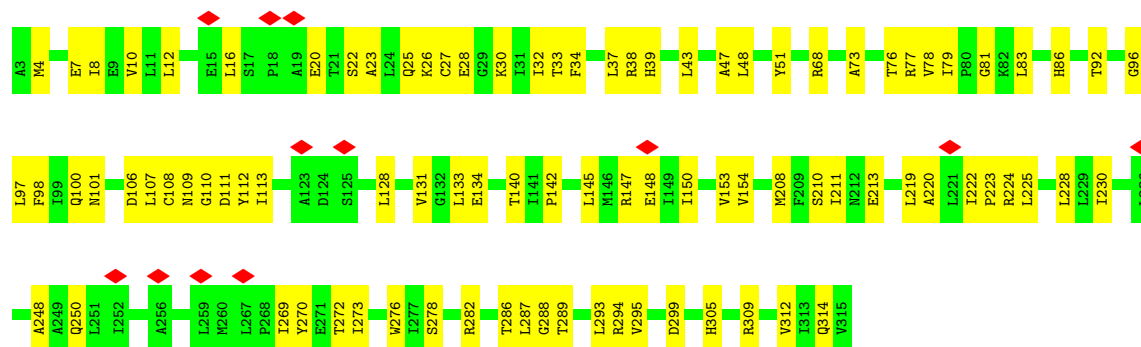 A3 M4 E7 I8 E9 V10 L11 L12 E15 L16 S17 P18 A19 E20 T21 S22 A23 L24 Q25 K26 C27 E28 G29 K30 I31 I32 T33 F34 L37 R38 H39 L43 A47 L48 Y51 R68 A73 T76 R77 V78 I79 P80 G81 K82 L83 H86 T92 G96
L97 F98 I99 Q100 N101 D106 L107 C108 N109 G110 D111 Y112 I113 A123 D124 S125 L128 V131 G132 L133 E134 T140 I141 P142 L145 M146 R147 E148 I149 I150 V153 V154 M208 F209 S210 I211 N212 E213 L219 A220 L221 I222 P223 R224 L225 L228 L229 I230
A248 A249 Q250 L251 I252 A256 L259 M260 L267 P268 I269 Y270 E271 T272 I273 W276 I277 S278 R282 T286 L287 G288 T289 L293 R294 V295 D299 H305 R309 V312 I313 Q314 V315